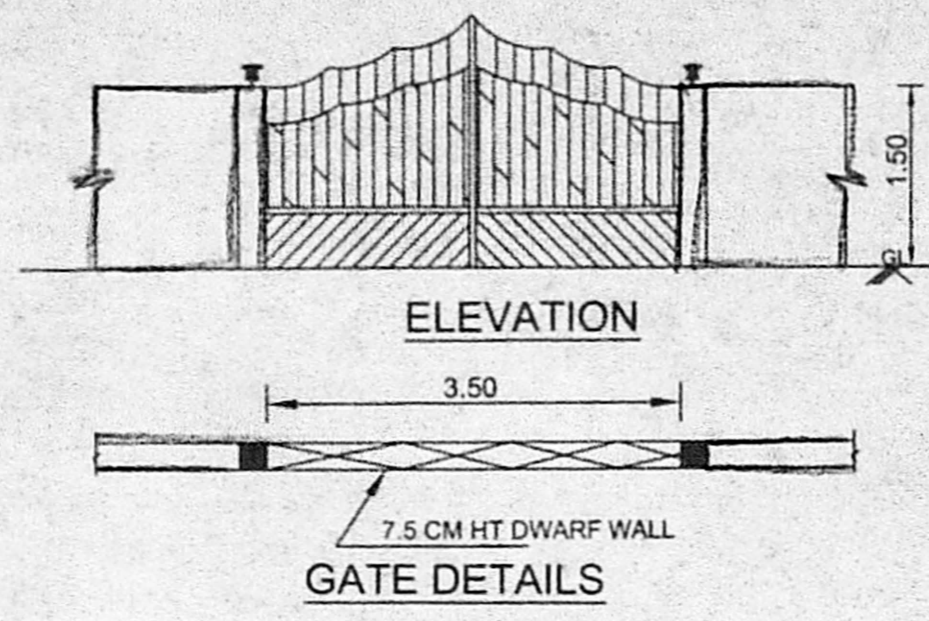 1.50
GL
ELEVATION
3.50
7.5 CM HT DWARF WALL
GATE DETAILS